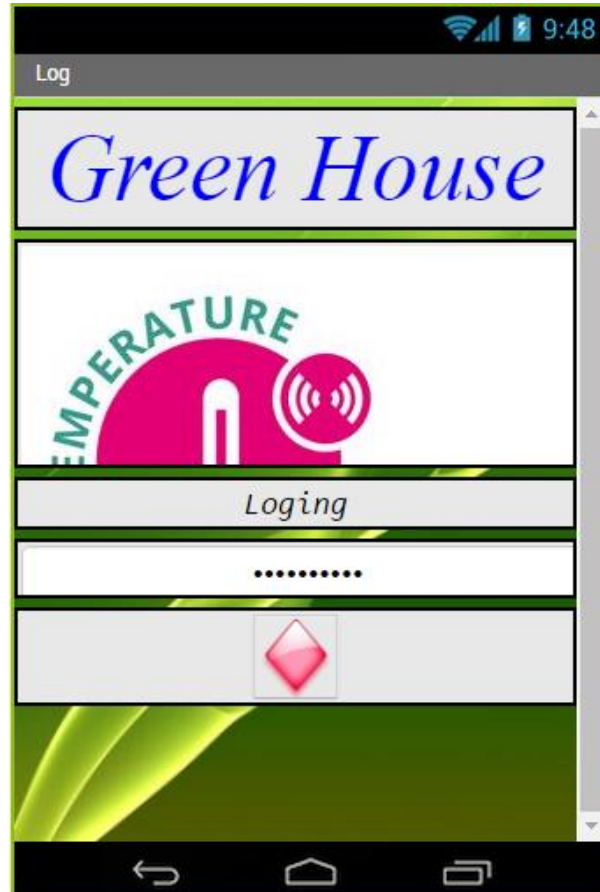 9:48
Log
Green House
EMPERATURE
Loging
••••••••••